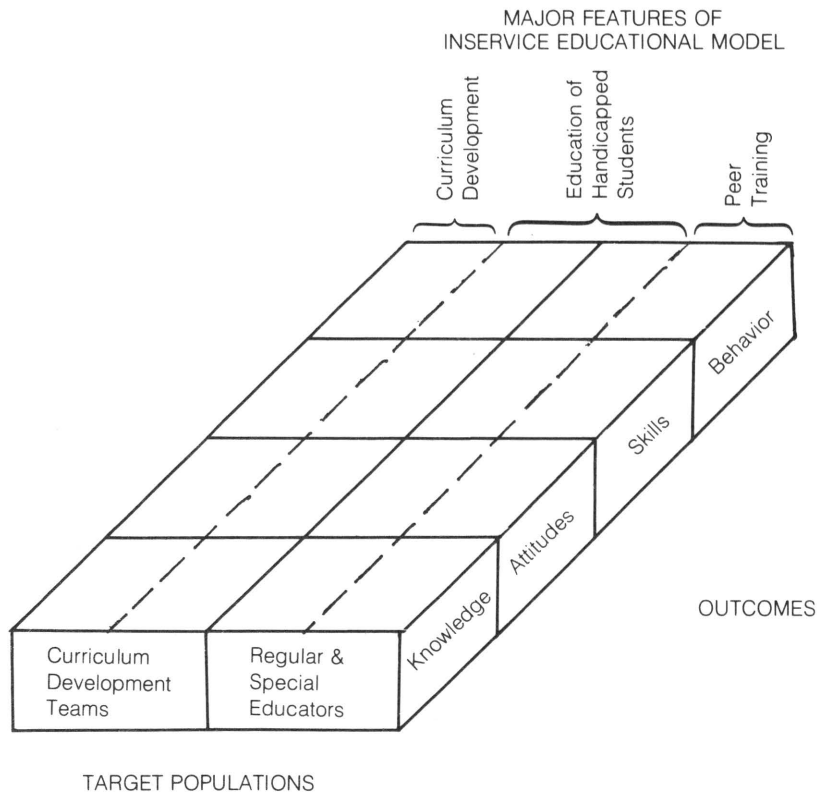 MAJOR FEATURES OF
INSERVICE EDUCATIONAL MODEL
Curriculum
Development
Education of
Handicapped
Students
Peer
Training
Behavior
Skills
Attitudes
Knowledge
OUTCOMES
Curriculum
Development
Teams
Regular &
Special
Educators
TARGET POPULATIONS